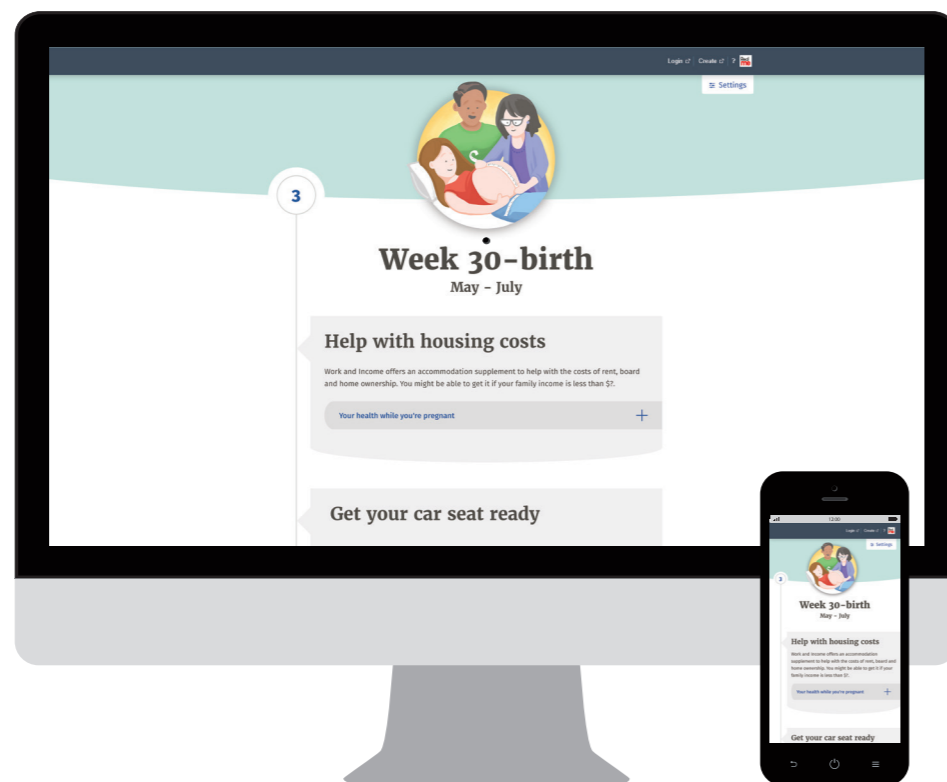 Login Create ?
Settings
3
Week 30-birth
May - July
Help with housing costs
Work and Income offers an accommodation supplement to help with the costs of rent, board
and home ownership. You might be able to get it if your family income is less than $?.
Your health while you're pregnant
Get your car seat ready
12:00
Login Create ?
Settings
3
Week 30-birth
May - July
Help with housing costs
Work and Income offers an accommodation
supplement to help with the costs of rent, board and
home ownership. You might be able to get it if your
family income is less than $?.
Your health while you're pregnant
Get your car seat ready